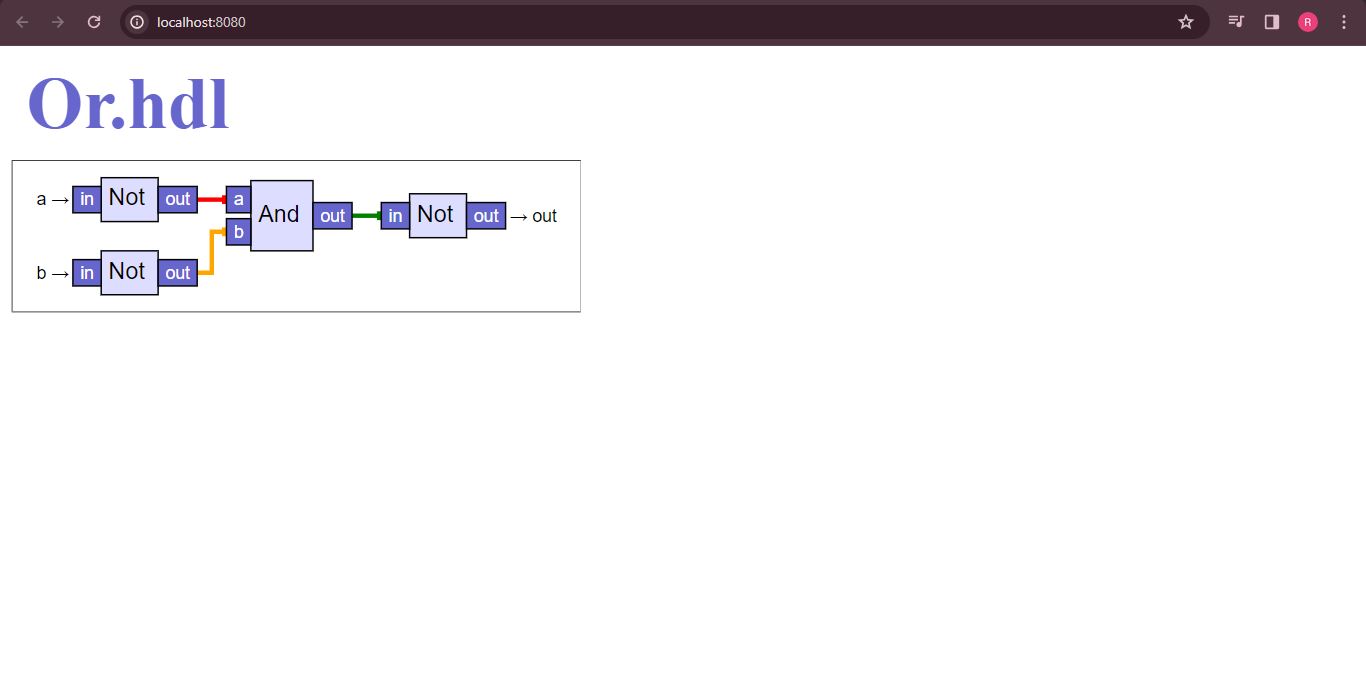 localhost:8080
R
Or.hdl
a → in Not out a And out in Not out → out
b
b → in Not out